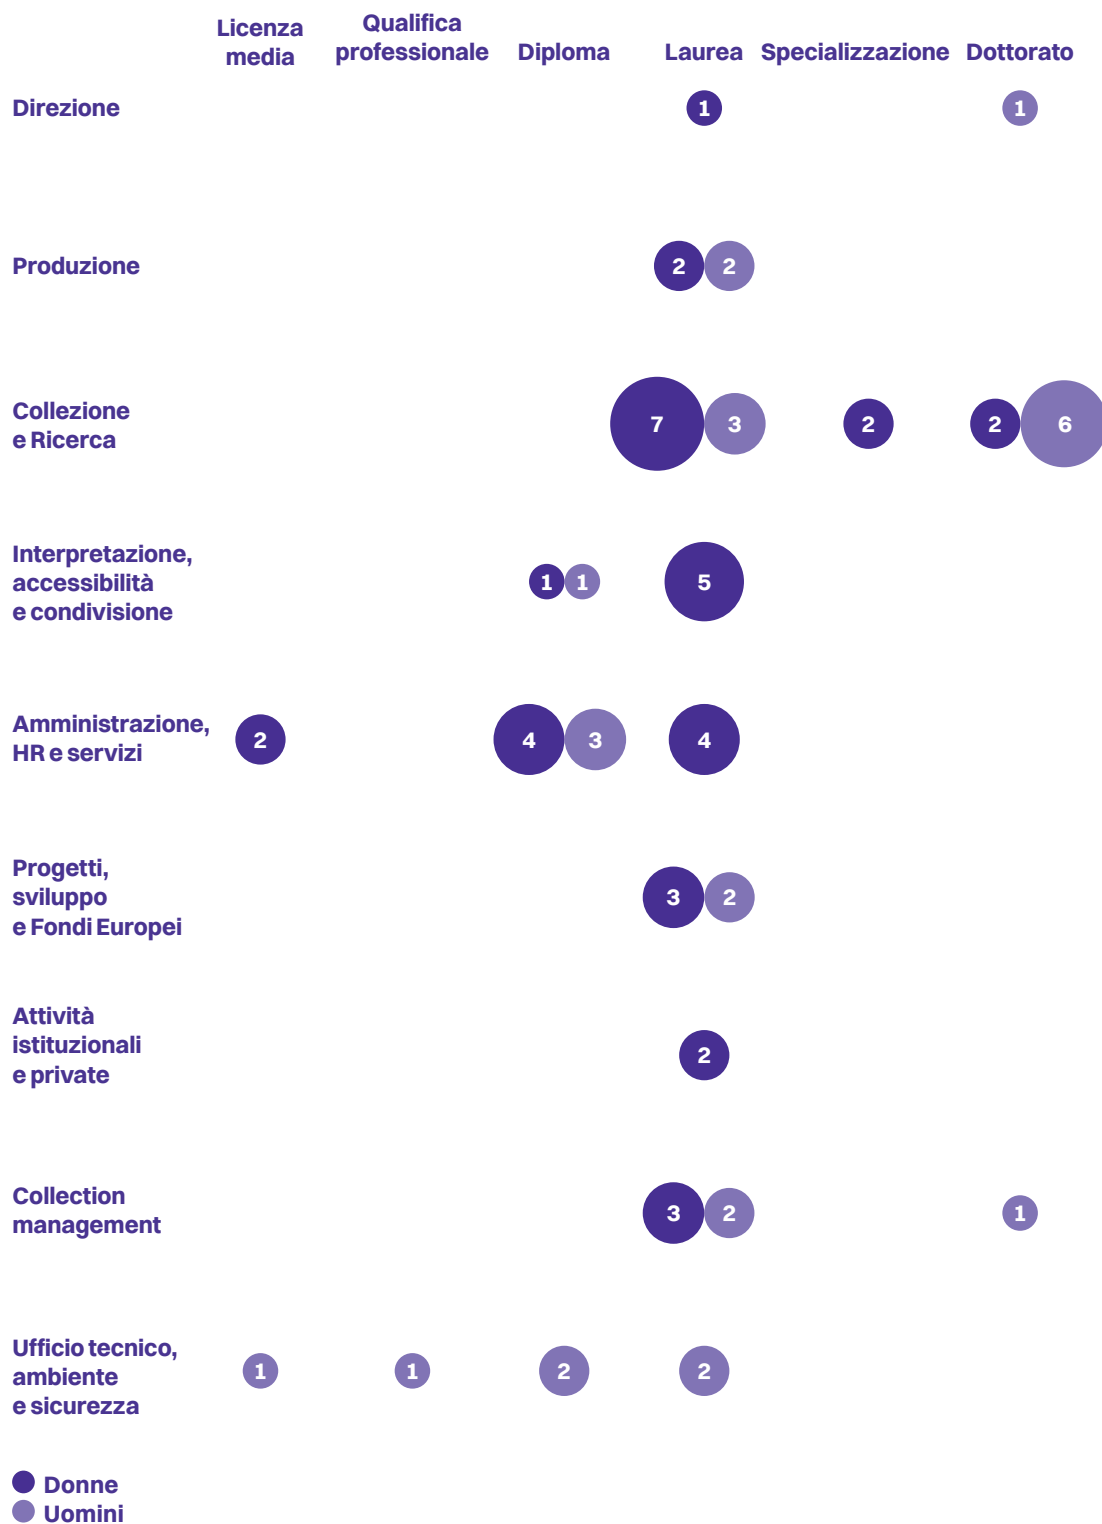 Licenza
media
Qualifica
professionale
Diploma
Laurea
Specializzazione
Dottorato
Direzione
1
1
Produzione
2 2
Collezione
e Ricerca
7 3
2
2 6
Interpretazione,
accessibilità
e condivisione
1 1
5
Amministrazione,
HR e servizi
2
4 3
4
Progetti,
sviluppo
e Fondi Europei
3 2
Attività
istituzionali
e private
2
Collection
management
3 2
1
Ufficio tecnico,
ambiente
e sicurezza
1
1
2
2
Donne
Uomini